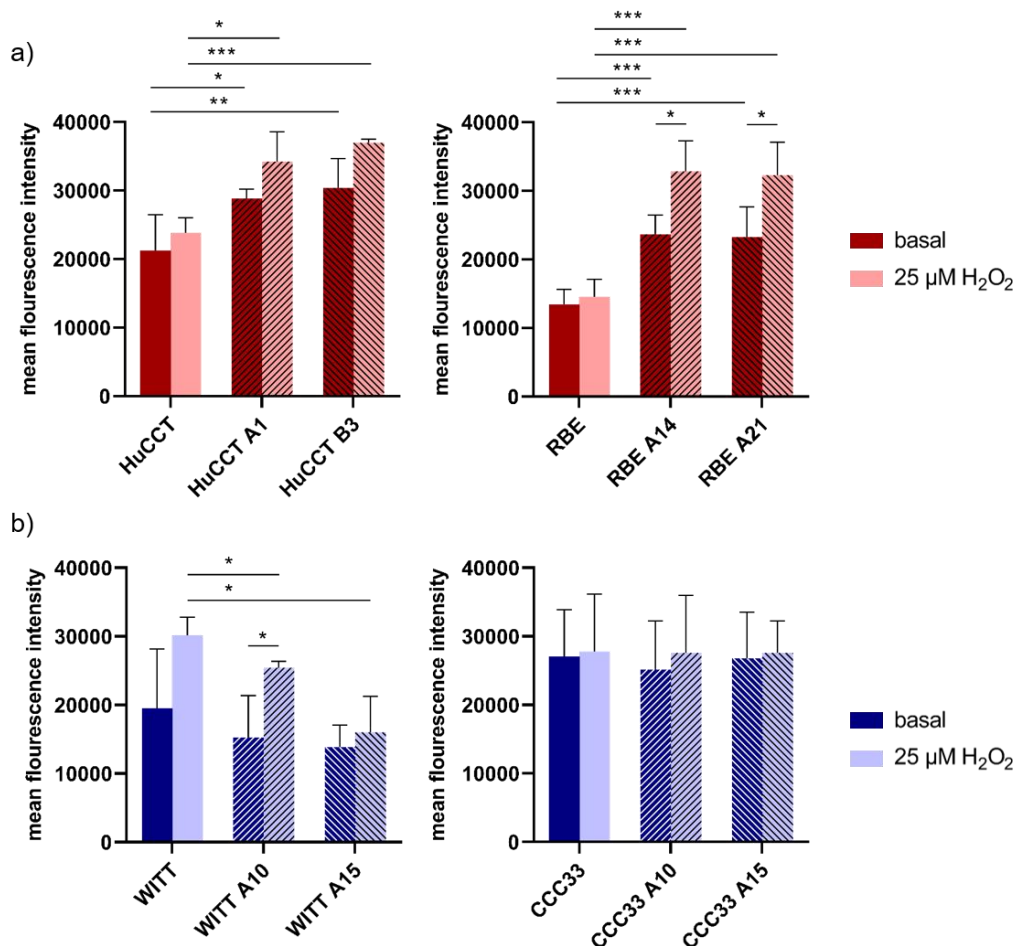 a)
*
***
*
**
mean flourescence intensity
40000
30000
20000
10000
0
HuCCT
HuCCT A1
HuCCT B3
***
***
***
***
*
*
mean flourescence intensity
40000
30000
20000
10000
0
RBE
RBE A14
RBE A21
basal
25 µM H₂O₂
b)
*
*
*
mean flourescence intensity
40000
30000
20000
10000
0
WITT
WITT A10
WITT A15
mean flourescence intensity
40000
30000
20000
10000
0
CCC33
CCC33 A10
CCC33 A15
basal
25 µM H₂O₂